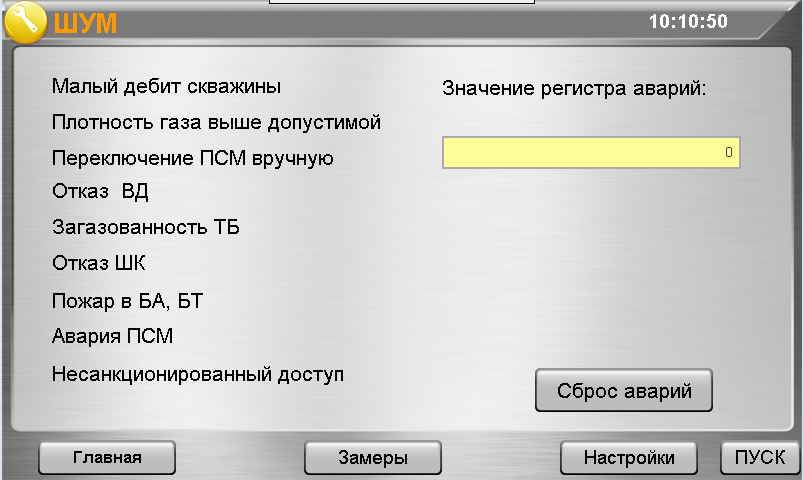 ШУМ
10:10:50
Малый дебит скважины
Значение регистра аварий:
Плотность газа выше допустимой
Переключение ПСМ вручную
0
Отказ ВД
Загазованность ТБ
Отказ ШК
Пожар в БА, БТ
Авария ПСМ
Несанкционированный доступ
Сброс аварий
Главная
Замеры
Настройки
ПУСК